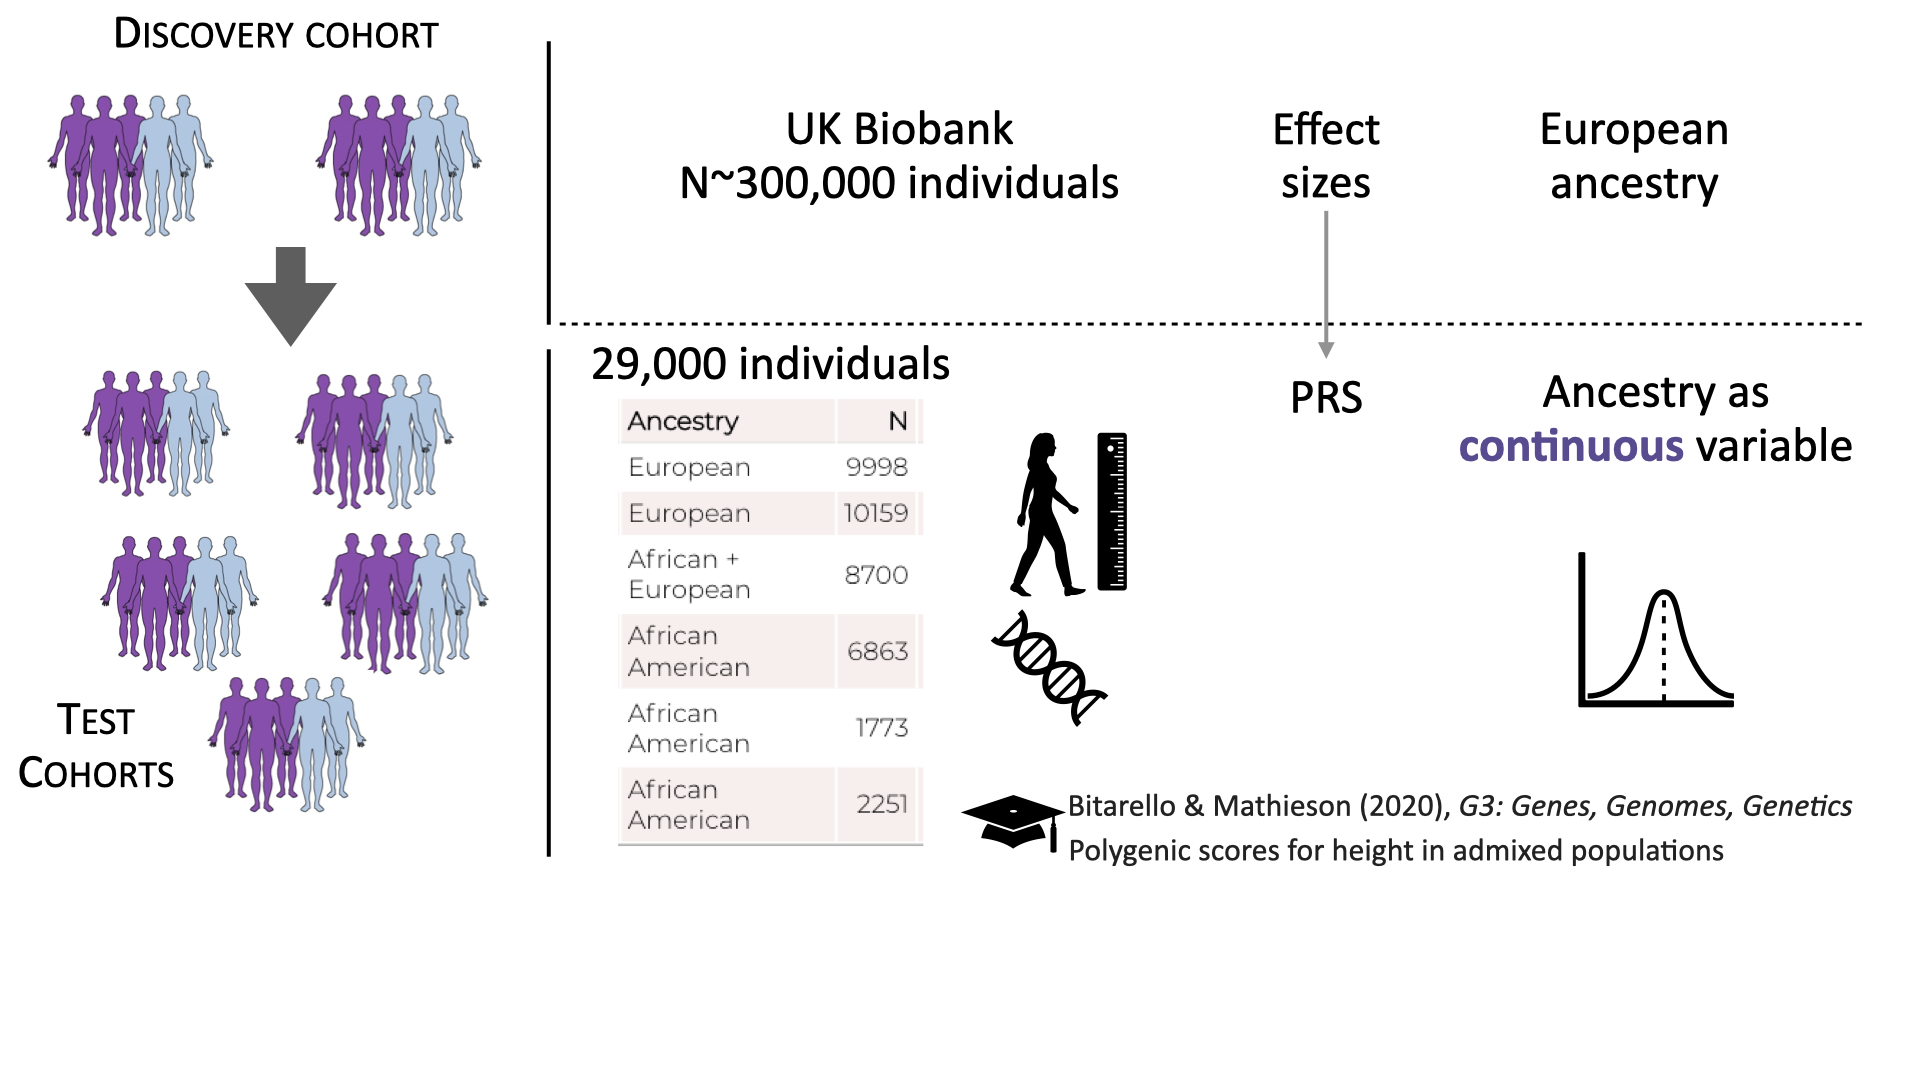 DISCOVERY COHORT
UK Biobank
N~300,000 individuals
Effect
sizes
European
ancestry
29,000 individuals
Ancestry N
European 9998
European 10159
African +
European 8700
African
American 6863
African
American 1773
African
American 2251
PRS
Ancestry as
continuous variable
TEST
COHORTS
Bitarello & Mathieson (2020), G3: Genes, Genomes, Genetics
Polygenic scores for height in admixed populations